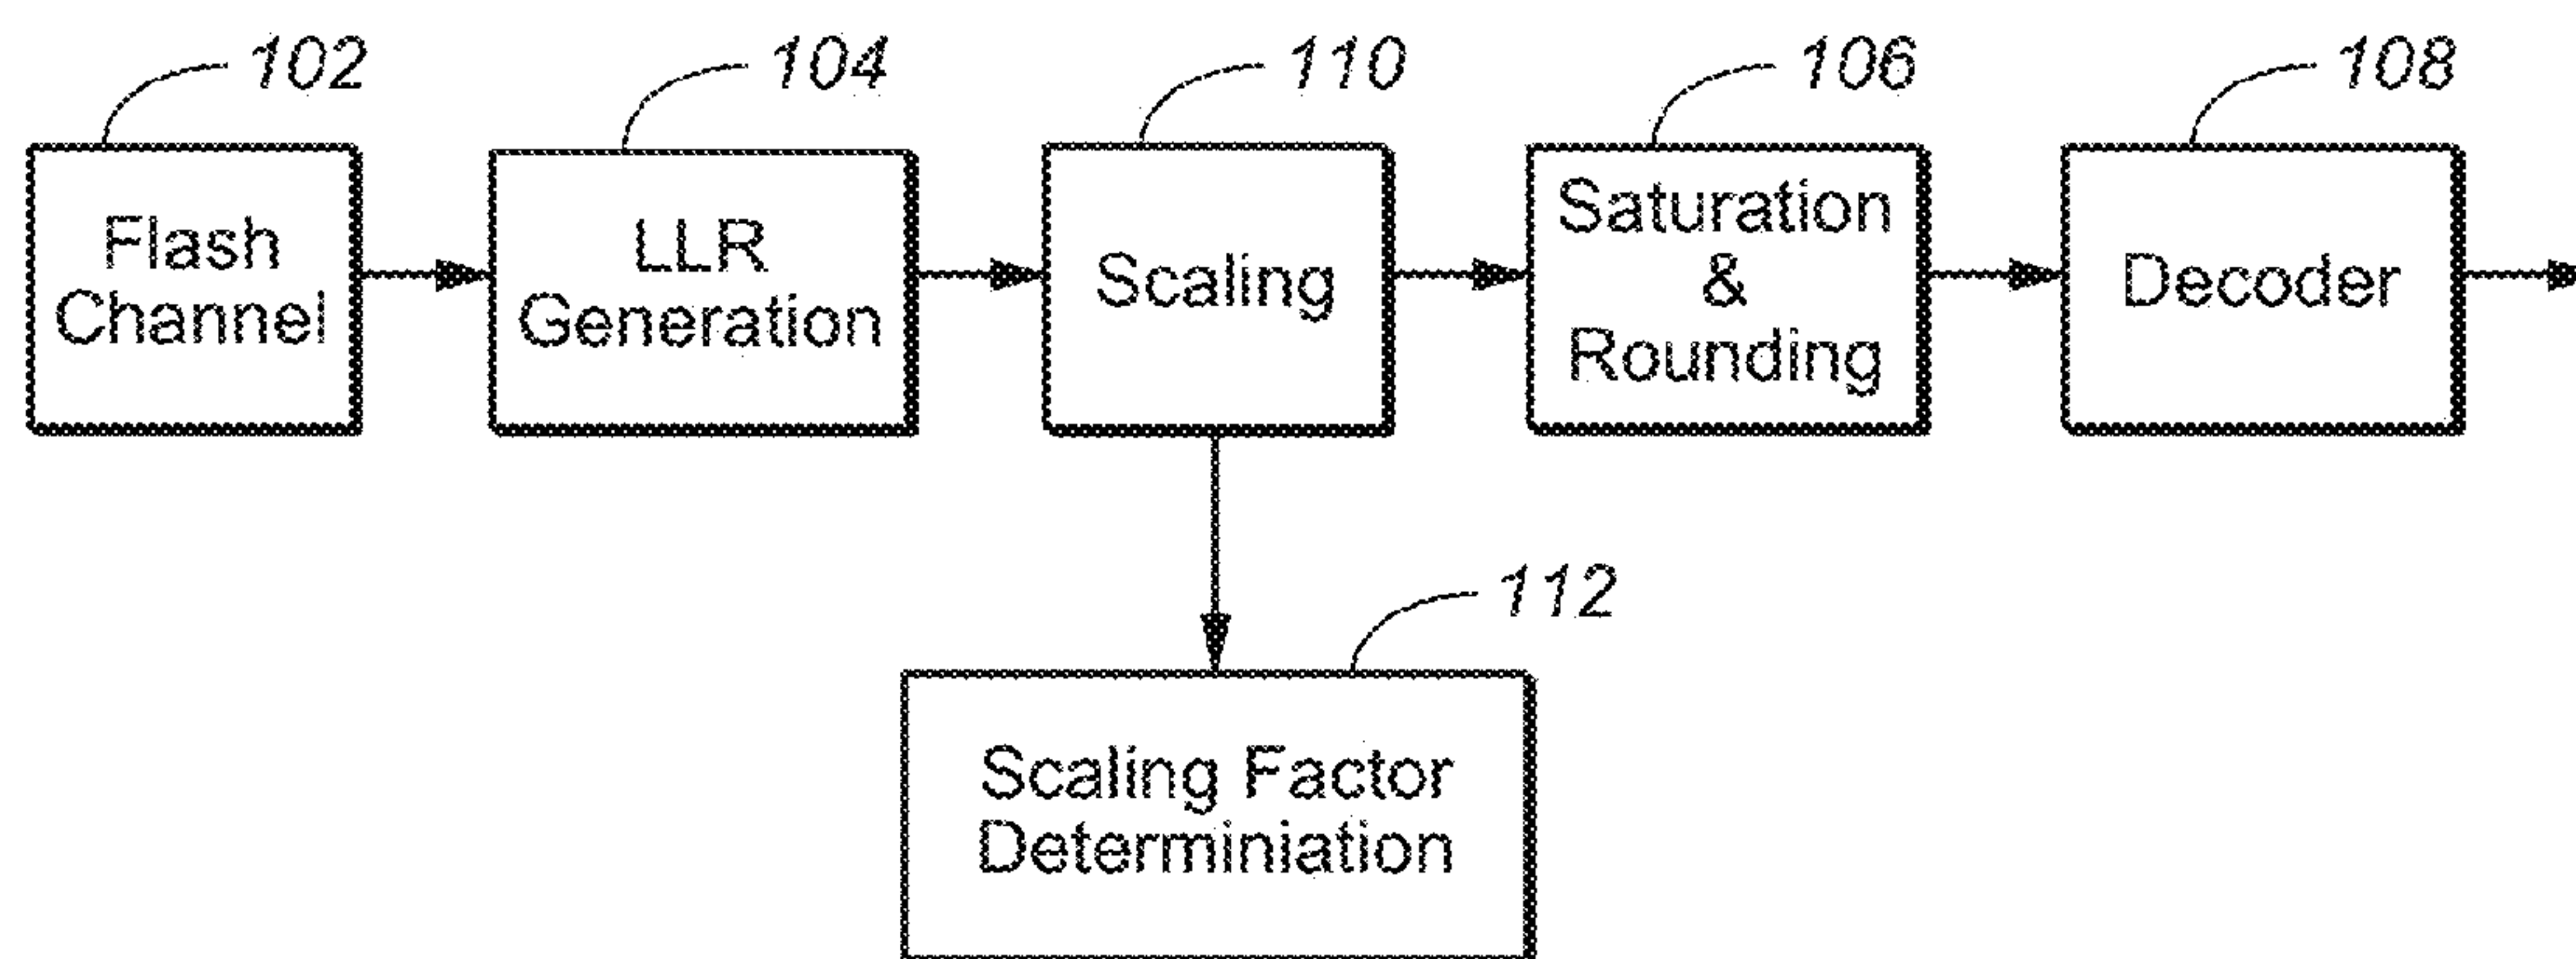 102
104
110
106
108
Flash
Channel
LLR
Generation
Scaling
Saturation
&
Rounding
Decoder
112
Scaling Factor
Determiniation